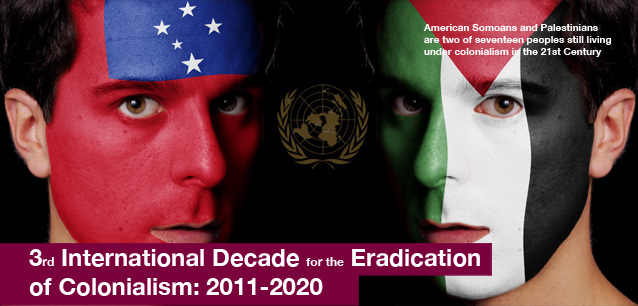 American Somoans and Palestinians
are two of seventeen peoples still living
under colonialism in the 21st Century
3rd International Decade for the Eradication
of Colonialism: 2011-2020